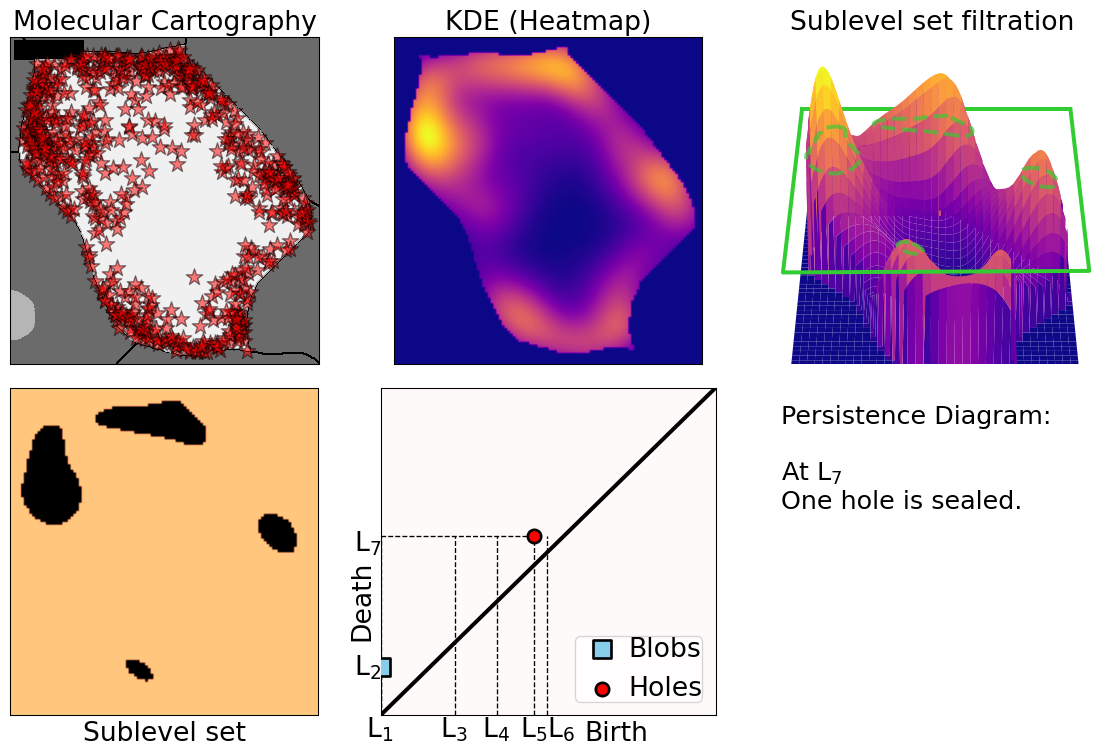 Molecular Cartography
KDE (Heatmap)
Sublevel set filtration
Sublevel set
Death
L₇
L₂
L₁
L₃
L₄
L₅
L₆
Birth
Blobs
Holes
Persistence Diagram:
At L₇
One hole is sealed.